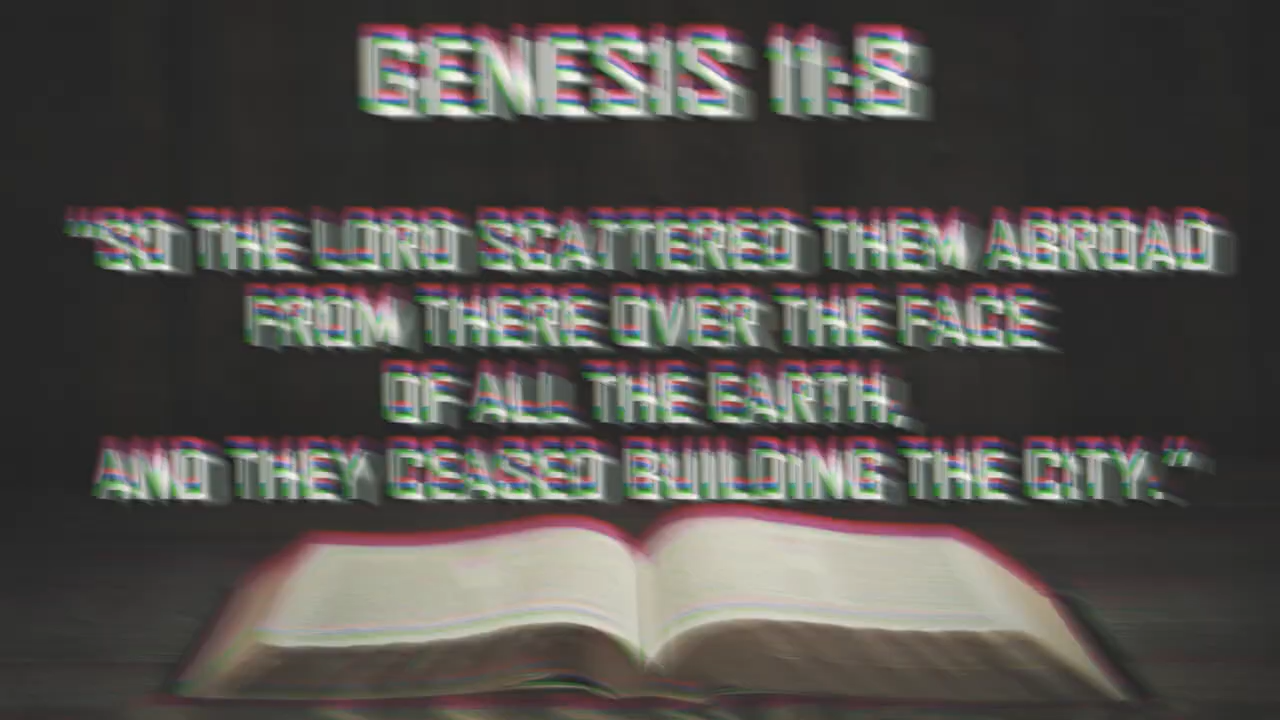 GENESIS 11:8
"SO THE LORD SCATTERED THEM ABROAD
FROM THERE OVER THE FACE
OF ALL THE EARTH,
AND THEY CEASED BUILDING THE CITY."